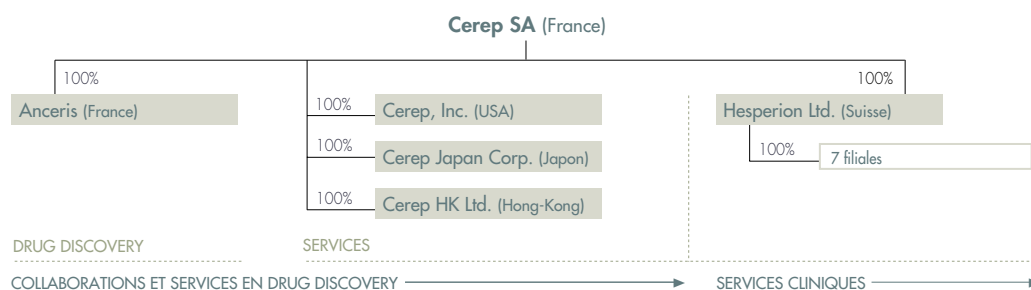 Cerep SA (France)
100%
100%
Anceris (France)
100%
Cerep, Inc. (USA)
Hesperion Ltd. (Suisse)
100%
Cerep Japan Corp. (Japon)
100%
7 filiales
100%
Cerep HK Ltd. (Hong-Kong)
DRUG DISCOVERY
SERVICES
COLLABORATIONS ET SERVICES EN DRUG DISCOVERY
SERVICES CLINIQUES